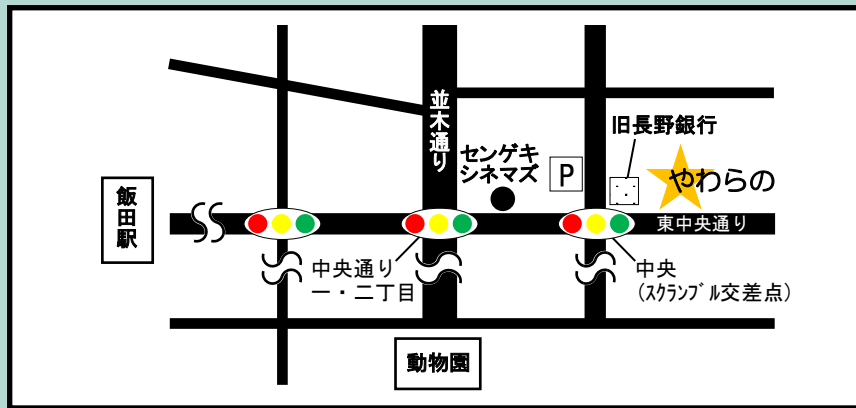 並木通り
旧長野銀行
センゲキ
シネマズ
P
やわらの
飯田駅
東中央通り
中央通り
一・二丁目
中央
(スクランブル交差点)
動物園